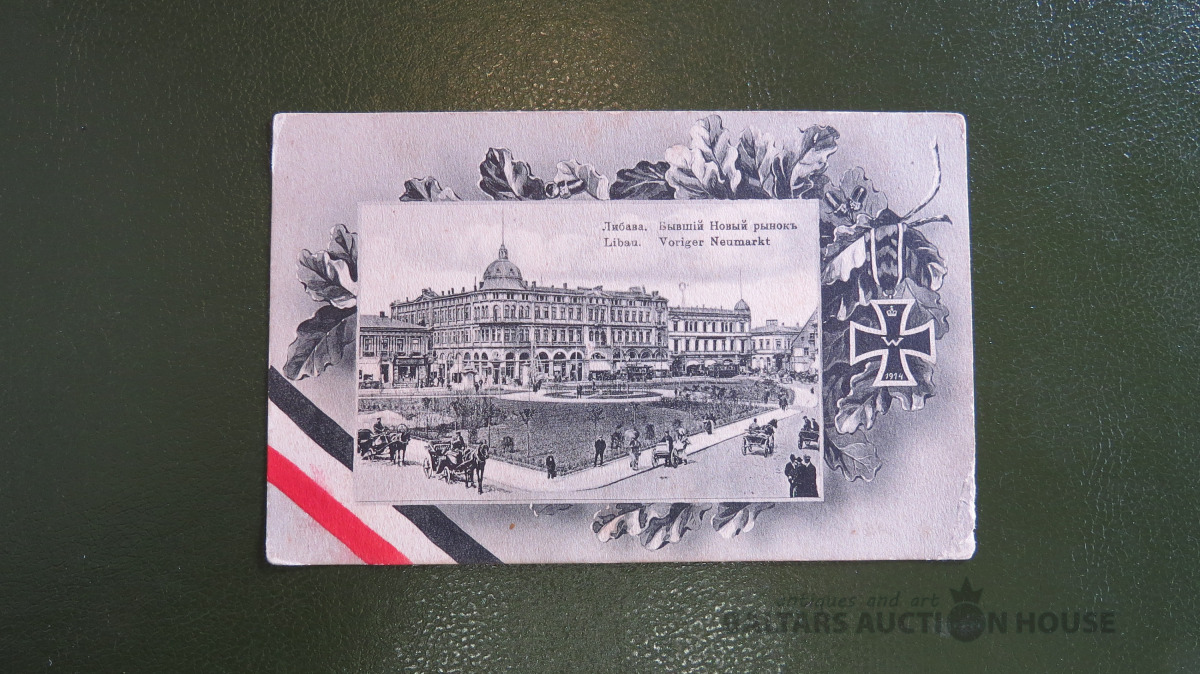 Либава. Бывшій Новый рынокъ
Libau. Voriger Neumarkt
W
1914
antiques and art
BALTARS AUCTION HOUSE